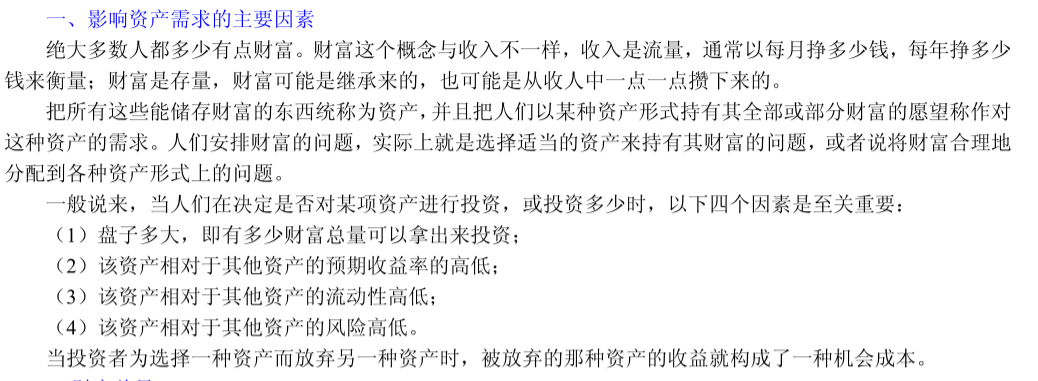 一、影响资产需求的主要因素
绝大多数人都多少有点财富。财富这个概念与收入不一样，收入是流量，通常以每月挣多少钱，每年挣多少
钱来衡量；财富是存量，财富可能是继承来的，也可能是从收人中一点一点攒下来的。
把所有这些能储存财富的东西统称为资产，并且把人们以某种资产形式持有其全部或部分财富的愿望称作对
这种资产的需求。人们安排财富的问题，实际上就是选择适当的资产来持有其财富的问题，或者说将财富合理地
分配到各种资产形式上的问题。
一般说来，当人们在决定是否对某项资产进行投资，或投资多少时，以下四个因素是至关重要：
（1）盘子多大，即有多少财富总量可以拿出来投资；
（2）该资产相对于其他资产的预期收益率的高低；
（3）该资产相对于其他资产的流动性高低；
（4）该资产相对于其他资产的风险高低。
当投资者为选择一种资产而放弃另一种资产时，被放弃的那种资产的收益就构成了一种机会成本。